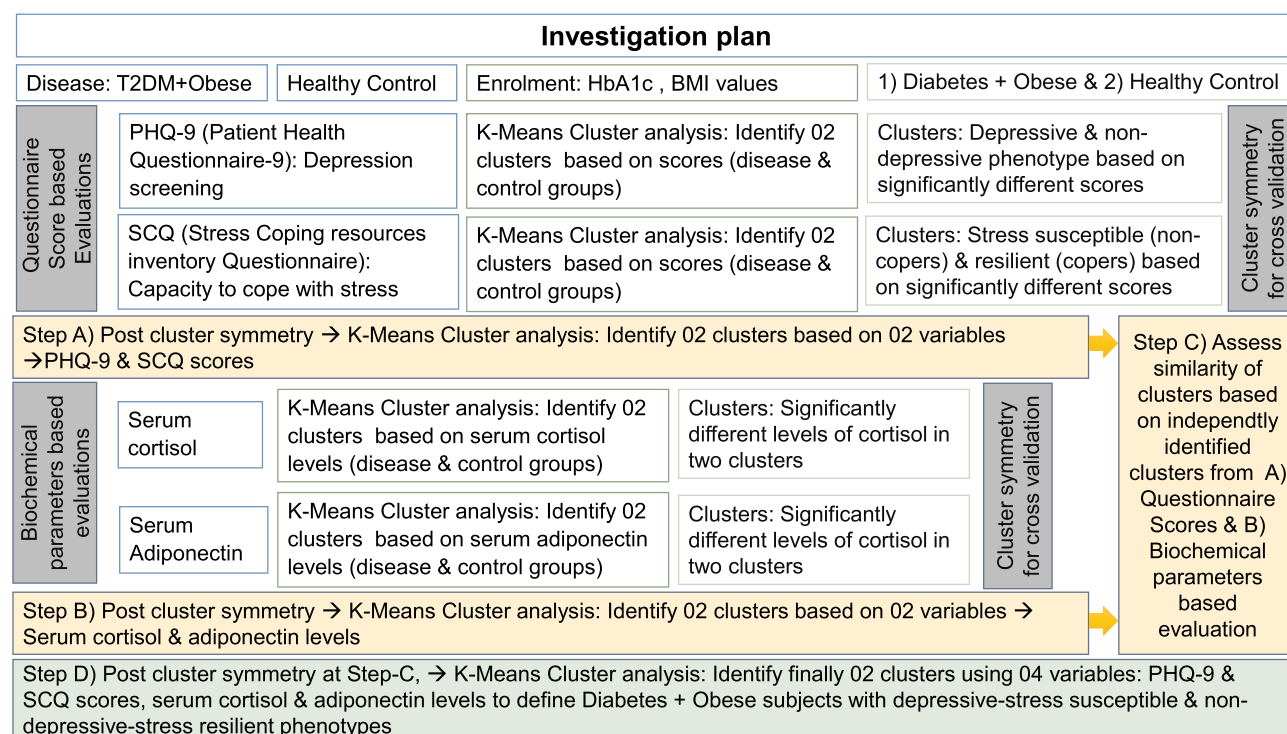 Investigation plan
Disease: T2DM+Obese
Healthy Control
Enrolment: HbA1c , BMI values
1) Diabetes + Obese & 2) Healthy Control
Questionnaire
Score based
Evaluations
PHQ-9 (Patient Health
Questionnaire-9): Depression
screening
K-Means Cluster analysis: Identify 02
clusters based on scores (disease &
control groups)
Clusters: Depressive & non-
depressive phenotype based on
significantly different scores
SCQ (Stress Coping resources
inventory Questionnaire):
Capacity to cope with stress
K-Means Cluster analysis: Identify 02
clusters based on scores (disease &
control groups)
Clusters: Stress susceptible (non-
copers) & resilient (copers) based
on significantly different scores
Cluster symmetry
for cross validation
Step A) Post cluster symmetry → K-Means Cluster analysis: Identify 02 clusters based on 02 variables
→PHQ-9 & SCQ scores
Biochemical
parameters based
evaluations
Serum
cortisol
K-Means Cluster analysis: Identify 02
clusters based on serum cortisol
levels (disease & control groups)
Clusters: Significantly
different levels of cortisol in
two clusters
Serum
Adiponectin
K-Means Cluster analysis: Identify 02
clusters based on serum adiponectin
levels (disease & control groups)
Clusters: Significantly
different levels of cortisol in
two clusters
Cluster symmetry
for cross validation
Step B) Post cluster symmetry → K-Means Cluster analysis: Identify 02 clusters based on 02 variables →
Serum cortisol & adiponectin levels
Step C) Assess
similarity of
clusters based
on independtly
identified
clusters from A)
Questionnaire
Scores & B)
Biochemical
parameters
based
evaluation
Step D) Post cluster symmetry at Step-C, → K-Means Cluster analysis: Identify finally 02 clusters using 04 variables: PHQ-9 &
SCQ scores, serum cortisol & adiponectin levels to define Diabetes + Obese subjects with depressive-stress susceptible & non-
depressive-stress resilient phenotypes